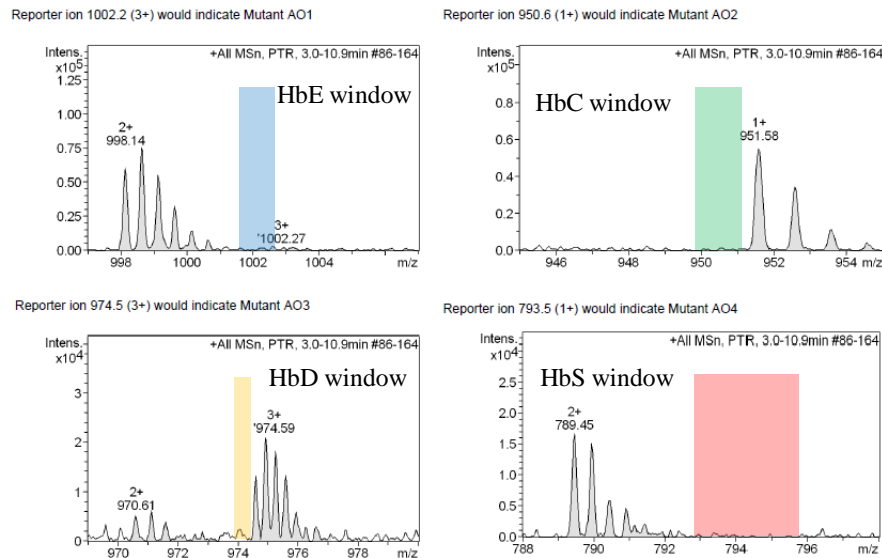 Reporter ion 1002.2 (3+) would indicate Mutant AO1
Intens.
x10⁵
+All MSn, PTR, 3.0-10.9min #86-164
1.25
1.00
0.75
0.50
0.25
0.00
HbE window
2+
998.14
3+
'1002.27
998 1000 1002 1004 m/z
Reporter ion 950.6 (1+) would indicate Mutant AO2
Intens.
x10⁵
+All MSn, PTR, 3.0-10.9min #86-164
0.8
0.6
0.4
0.2
0.0
HbC window
1+
951.58
946 948 950 952 954 m/z
Reporter ion 974.5 (3+) would indicate Mutant AO3
Intens.
x10⁴
+All MSn, PTR, 3.0-10.9min #86-164
3
2
1
0
HbD window
3+
'974.59
2+
970.61
970 972 974 976 978 m/z
Reporter ion 793.5 (1+) would indicate Mutant AO4
Intens.
x10⁴
+All MSn, PTR, 3.0-10.9min #86-164
2.5
2.0
1.5
1.0
0.5
0.0
HbS window
2+
789.45
788 790 792 794 796 m/z